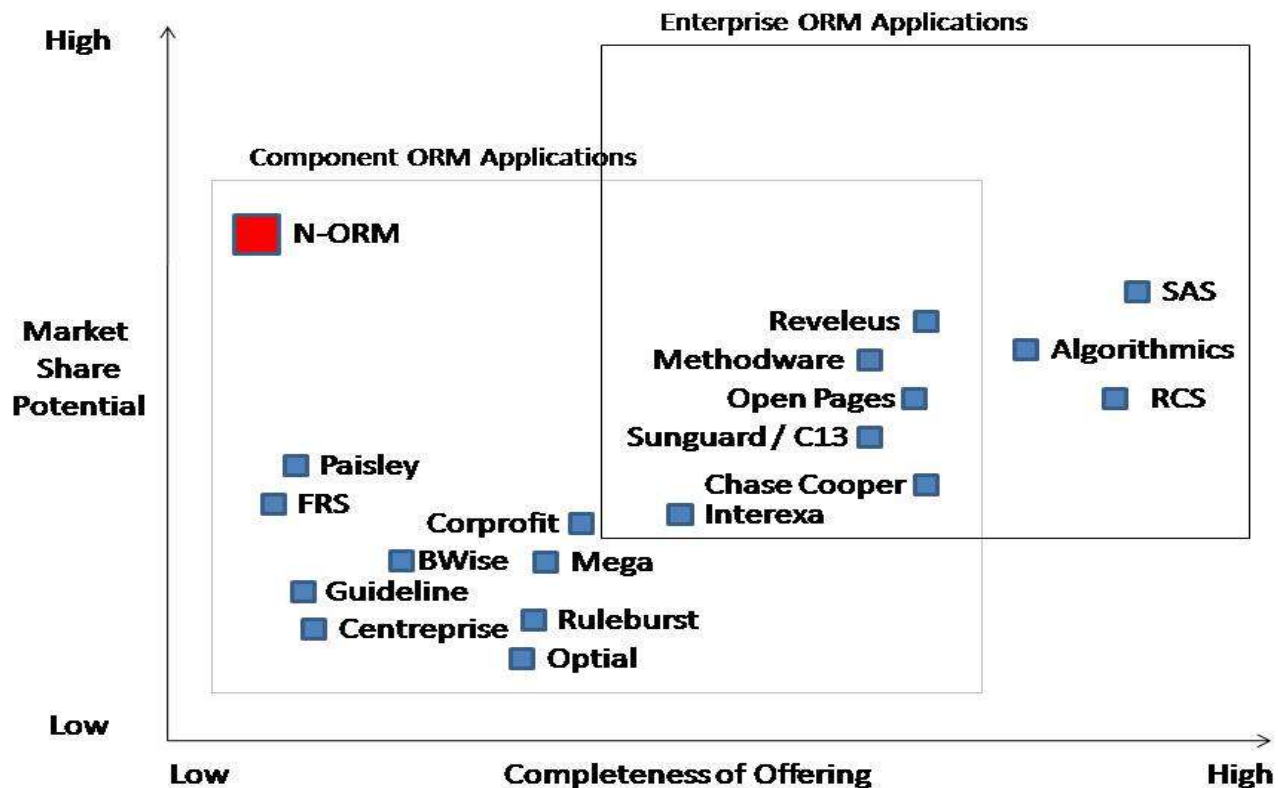 Enterprise ORM Applications
High
Component ORM Applications
N-ORM
SAS
Reveleus
Market
Share
Potential
Algorithmics
Methodware
Open Pages
RCS
Sunguard / C13
Paisley
Chase Cooper
FRS
Interexa
Corprofit
BWise
Mega
Guideline
Ruleburst
Centreprise
Optial
Low
Low
Completeness of Offering
High